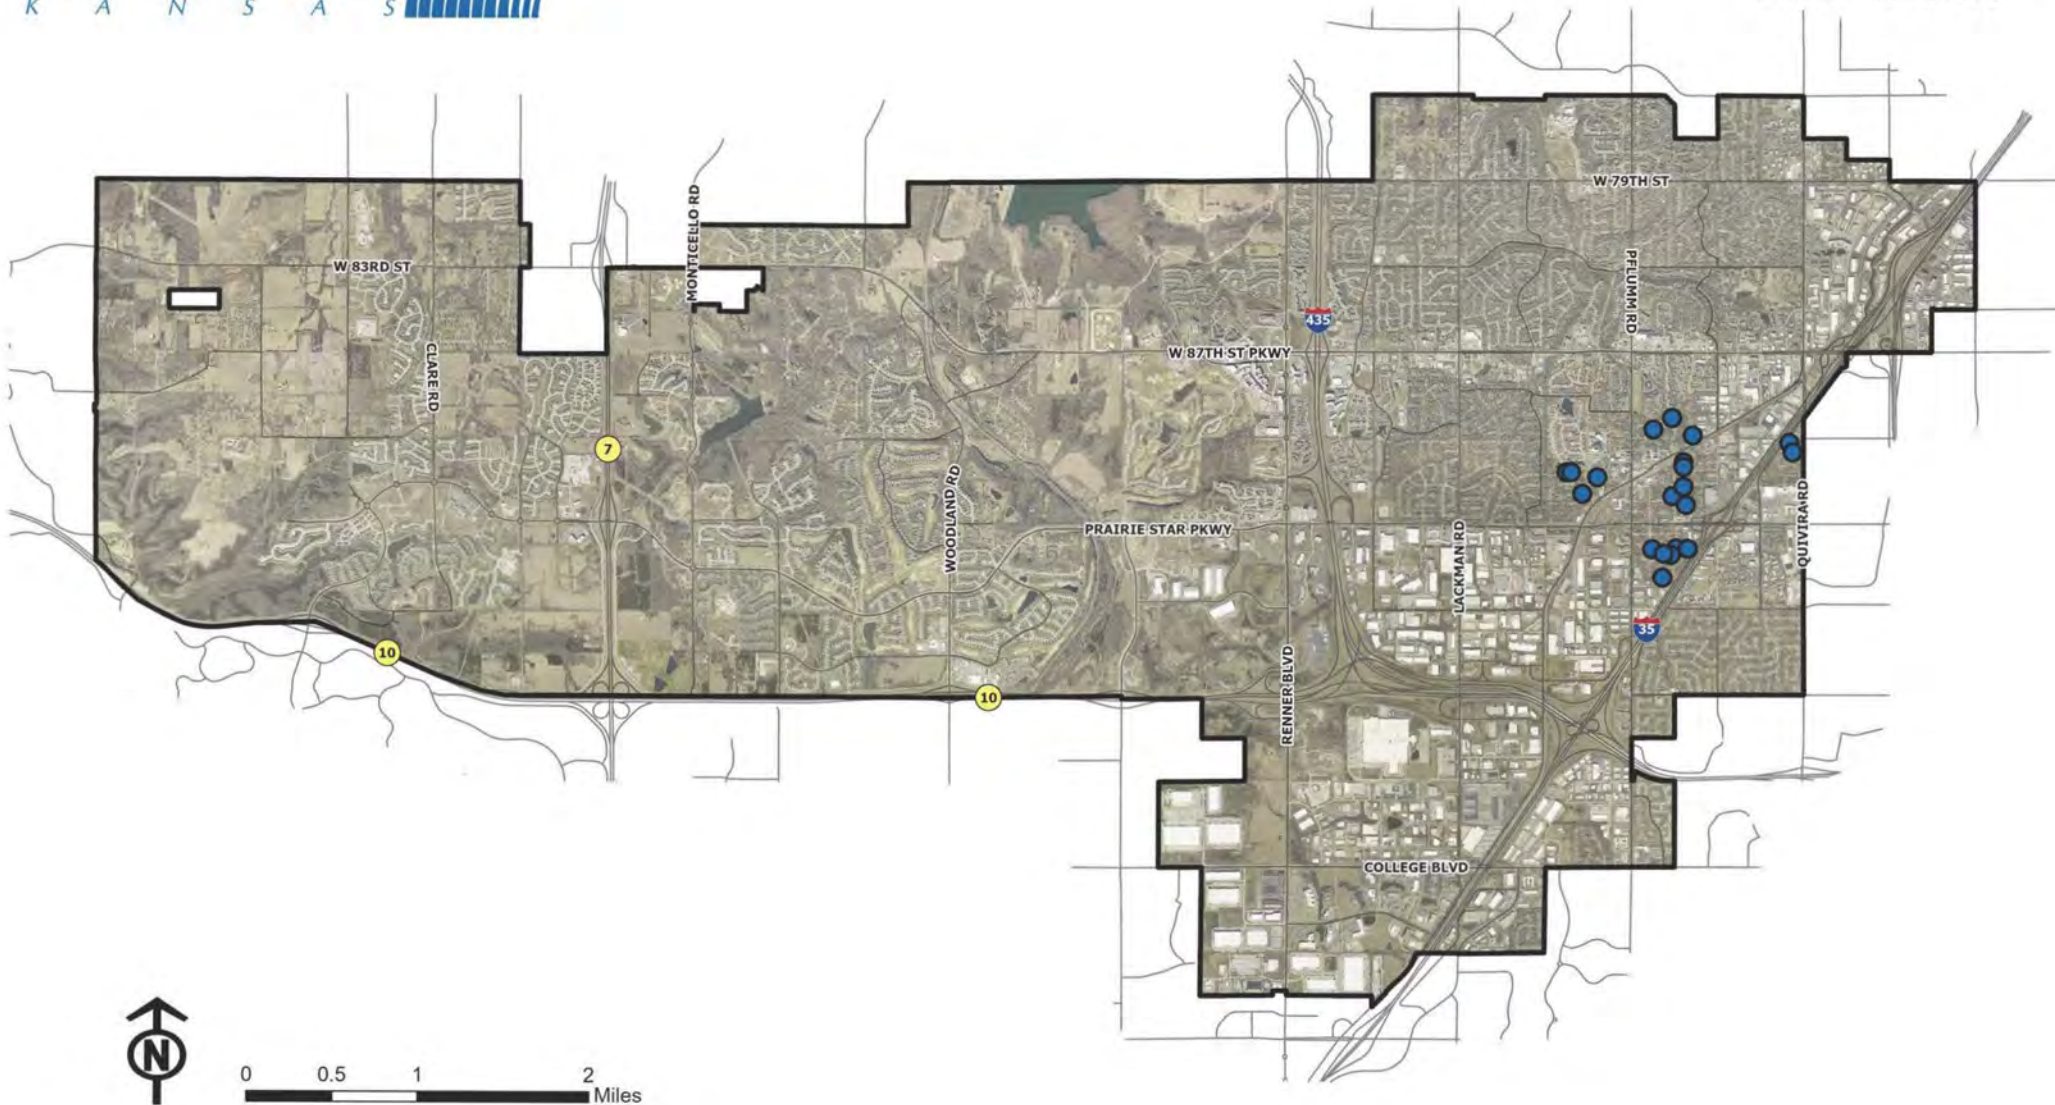 K A N S A S
W 79TH ST
MONTICELLO RD
W 83RD ST
PFLUMM RD
435
W 87TH ST PKWY
CLARE RD
7
WOODLAND RD
QUIVIRA RD
PRAIRIE STAR PKWY
LACKMAN RD
35
10
10
RENNER BLVD
COLLEGE BLVD
N
0 0.5 1 2
Miles